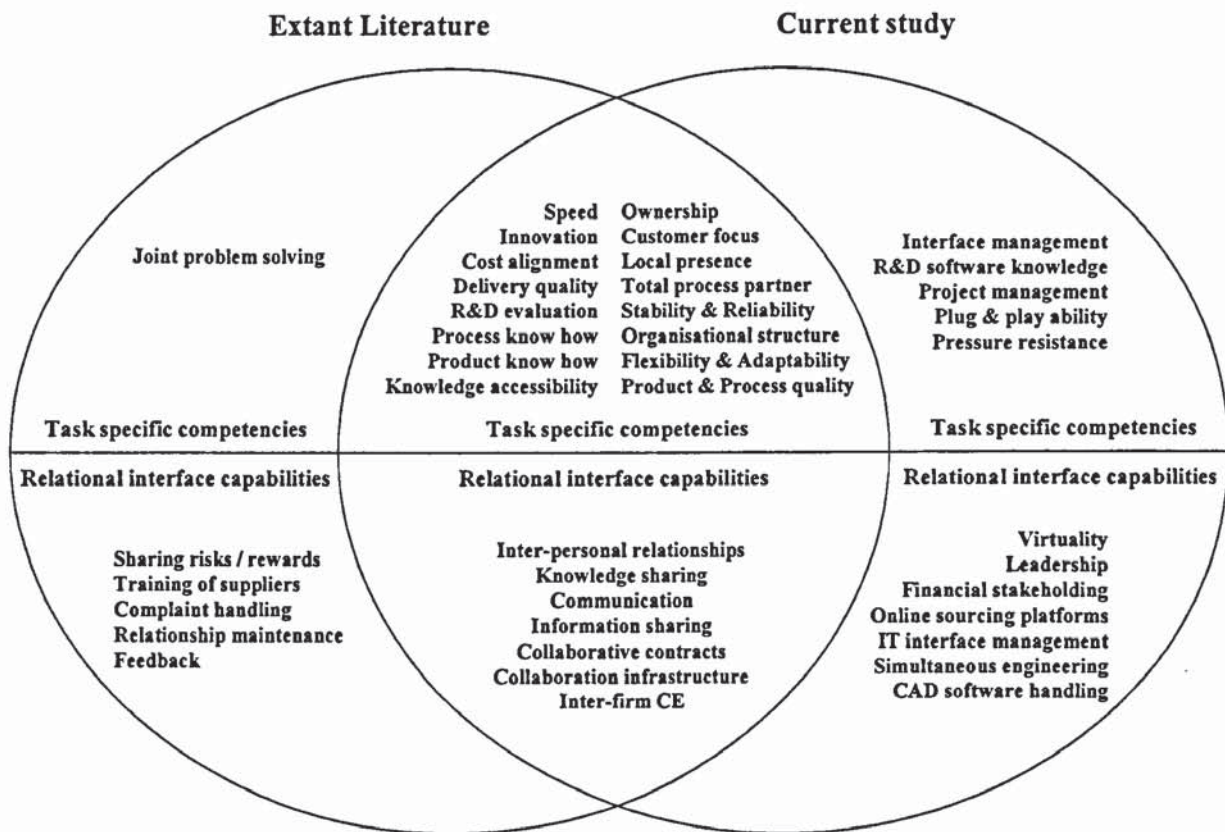 Extant Literature
Current study
Joint problem solving
Task specific competencies
Relational interface capabilities
Sharing risks / rewards
Training of suppliers
Complaint handling
Relationship maintenance
Feedback
Speed Ownership
Innovation Customer focus
Cost alignment Local presence
Delivery quality Total process partner
R&D evaluation Stability & Reliability
Process know how Organisational structure
Product know how Flexibility & Adaptability
Knowledge accessibility Product & Process quality
Task specific competencies
Relational interface capabilities
Inter-personal relationships
Knowledge sharing
Communication
Information sharing
Collaborative contracts
Collaboration infrastructure
Inter-firm CE
Interface management
R&D software knowledge
Project management
Plug & play ability
Pressure resistance
Task specific competencies
Relational interface capabilities
Virtuality
Leadership
Financial stakeholding
Online sourcing platforms
IT interface management
Simultaneous engineering
CAD software handling